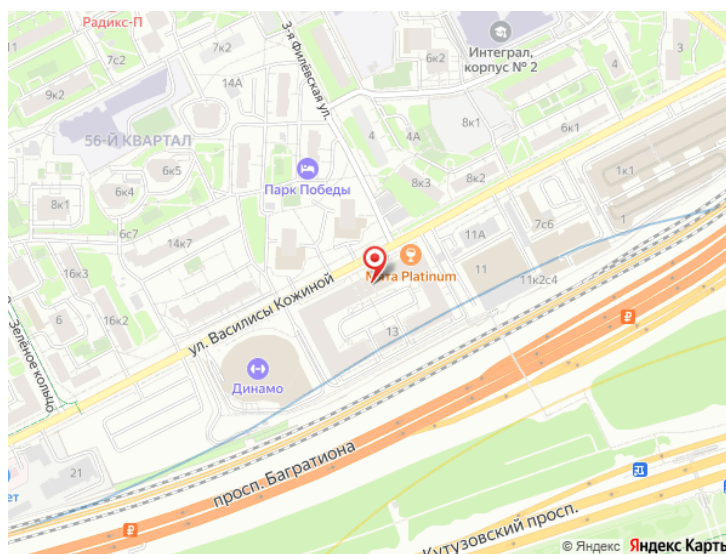 Радикс-П
7к2
7с2
9к2
14А
3-я Филёвская ул.
Интеграл,
корпус № 2
6к2
3
56-Й КВАРТАЛ
8к1
4
4А
6к1
6к5
6к4
8к1
Парк Победы
8к3
8к2
1к1
6с7
14к7
11А
7с6
1
16к3
Мята Platinum
11
11к2с4
ул. Василисы Кожиной
6
16к2
13
Зелёное кольцо
Динамо
21
просп. Багратиона
Кутузовский просп.
© Яндекс Яндекс Карты